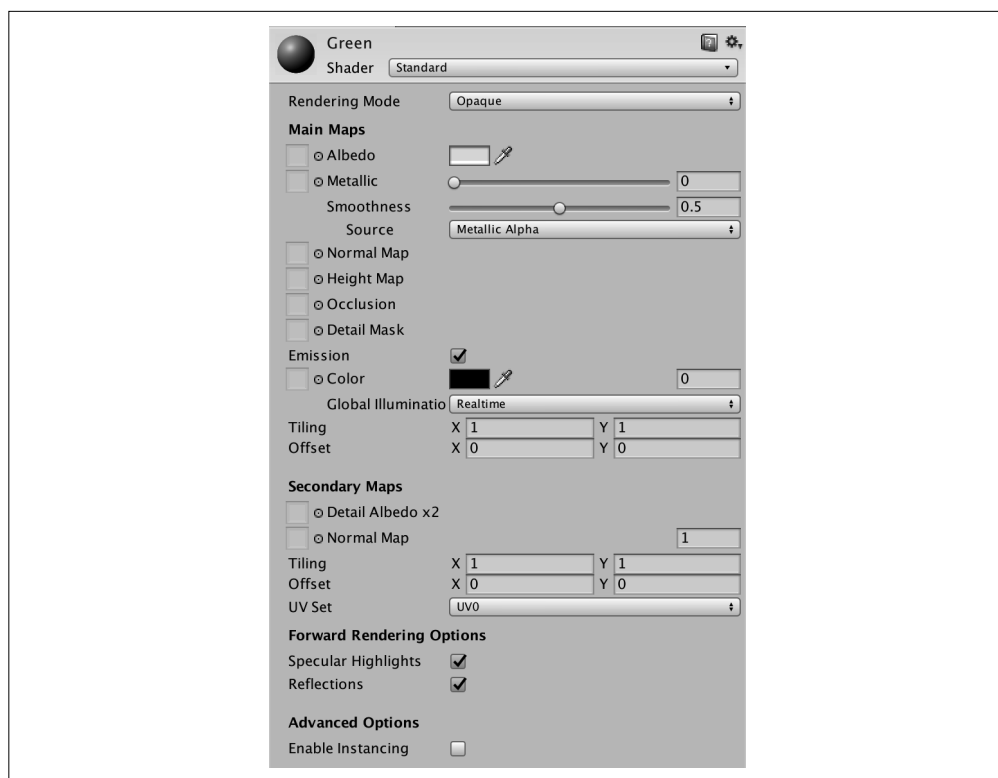 Green
Shader Standard
Rendering Mode Opaque
Main Maps
Albedo
Metallic 0
Smoothness 0.5
Source Metallic Alpha
Normal Map
Height Map
Occlusion
Detail Mask
Emission
Color 0
Global Illuminatio Realtime
Tiling X 1 Y 1
Offset X 0 Y 0
Secondary Maps
Detail Albedo x2
Normal Map 1
Tiling X 1 Y 1
Offset X 0 Y 0
UV Set UV0
Forward Rendering Options
Specular Highlights
Reflections
Advanced Options
Enable Instancing